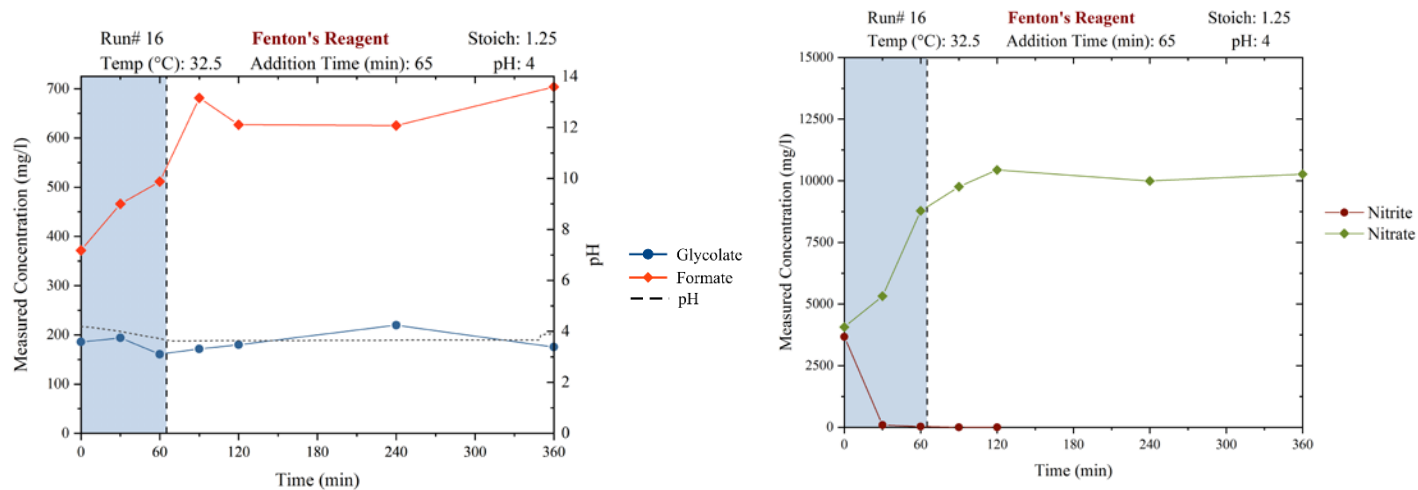 Run# 16
Fenton's Reagent
Stoich: 1.25
Temp (°C): 32.5
Addition Time (min): 65
pH: 4
700
600
500
400
300
200
100
0
Measured Concentration (mg/l)
14
12
10
8
6
4
2
0
pH
0
60
120
180
240
300
360
Time (min)
Glycolate
Formate
pH
Run# 16
Fenton's Reagent
Stoich: 1.25
Temp (°C): 32.5
Addition Time (min): 65
pH: 4
15000
12500
10000
7500
5000
2500
0
Measured Concentration (mg/l)
0
60
120
180
240
300
360
Time (min)
Nitrite
Nitrate